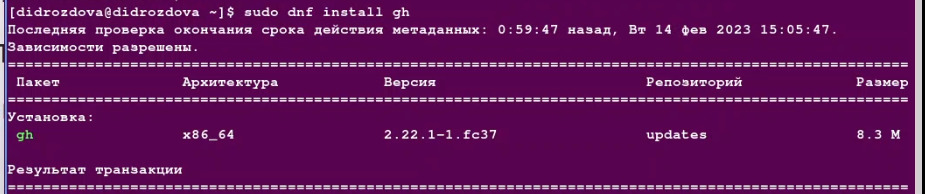 [didrozdova@didrozdova ~]$ sudo dnf install gh
Последняя проверка окончания срока действия метаданных: 0:59:47 назад, Вт 14 фев 2023 15:05:47.
Зависимости разрешены.
================================================================================
Пакет Архитектура Версия Репозиторий Размер
================================================================================
Установка:
gh x86_64 2.22.1-1.fc37 updates 8.3 M
Результат транзакции
================================================================================